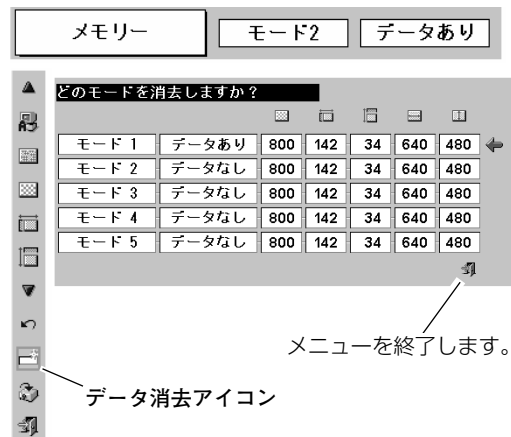 メモリー モード2 データあり
どのモードを消去しますか?
モード 1 データあり 800 142 34 640 480
モード 2 データなし 800 142 34 640 480
モード 3 データなし 800 142 34 640 480
モード 4 データなし 800 142 34 640 480
モード 5 データなし 800 142 34 640 480
メニューを終了します。
データ消去アイコン